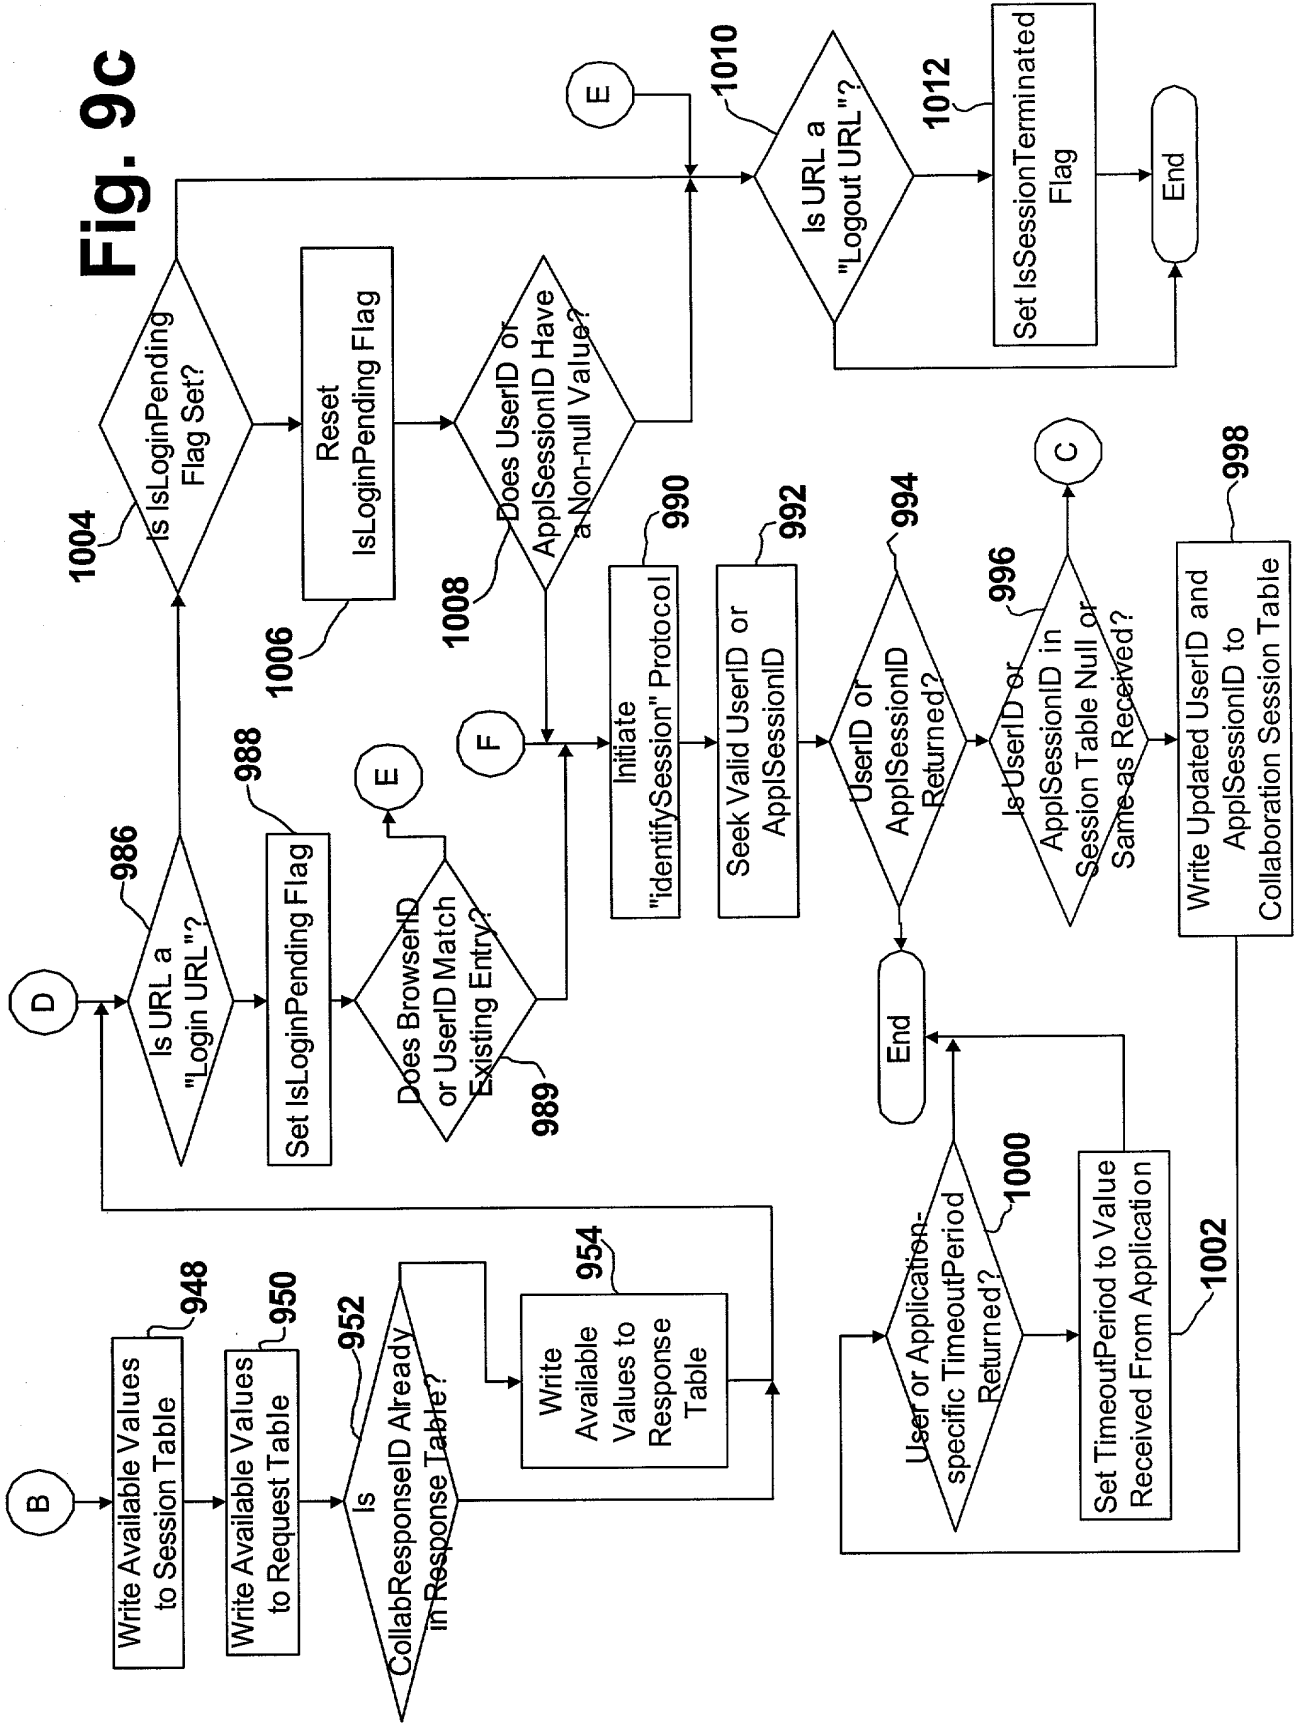 Fig. 9c
B
Write Available Values
to Session Table
948
Write Available Values
to Request Table
950
Is
CollabResponseID Already
in Response Table?
952
Write
Available
Values to
Response
Table
954
D
Is URL a
"Login URL"?
986
Set IsLoginPending Flag
988
Does BrowserID
or UserID Match
Existing Entry?
989
E
Is IsLoginPending
Flag Set?
1004
Reset
IsLoginPending Flag
1006
Does UserID or
ApplSessionID Have
a Non-null Value?
1008
F
Initiate
"identifySession" Protocol
990
Seek Valid UserID or
ApplSessionID
992
UserID or
ApplSessionID
Returned?
994
End
Is UserID or
ApplSessionID in
Session Table Null or
Same as Received?
996
C
Write Updated UserID and
ApplSessionID to
Collaboration Session Table
998
User or Application-
specific TimeoutPeriod
Returned?
1000
Set TimeoutPeriod to Value
Received From Application
1002
E
Is URL a
"Logout URL"?
1010
Set IsSessionTerminated
Flag
1012
End